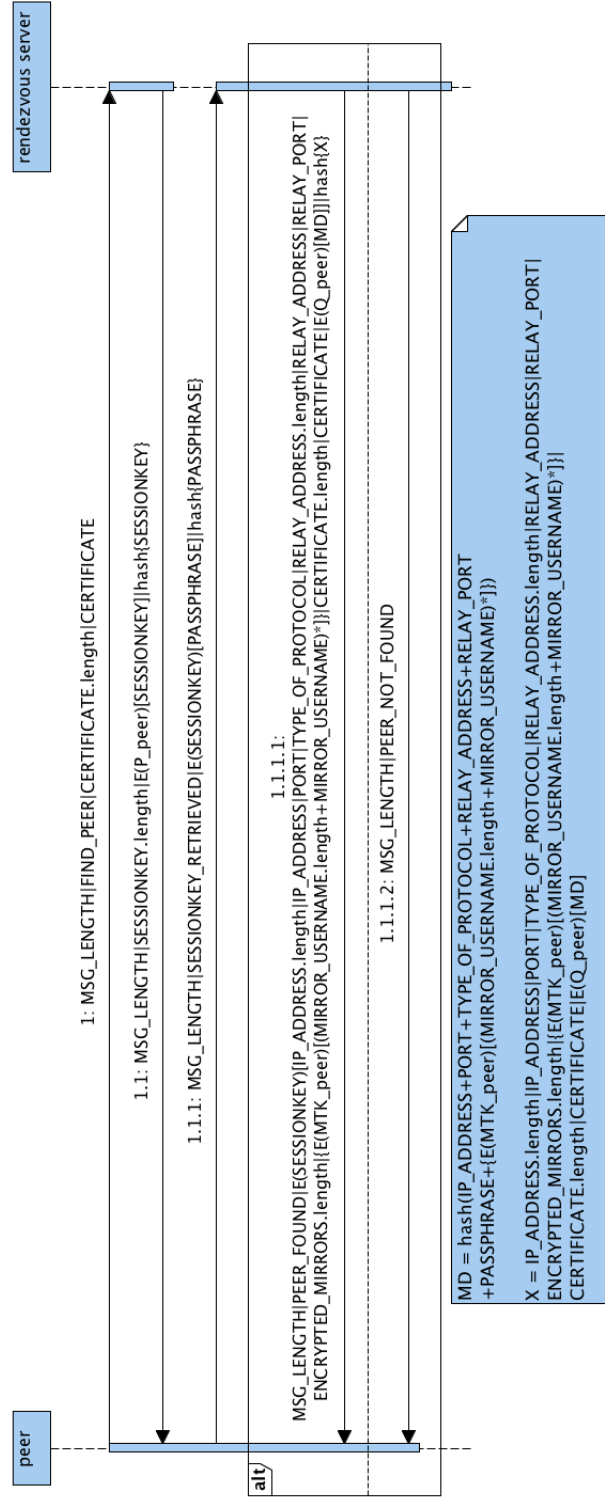 peer
rendezvous server
1: MSG_LENGTH|FIND_PEER|CERTIFICATE.length|CERTIFICATE
1.1: MSG_LENGTH|SESSIONKEY.length|E(P_peer)[SESSIONKEY]|hash{SESSIONKEY}
1.1.1: MSG_LENGTH|SESSIONKEY_RETRIEVED|E(SESSIONKEY)[PASSPHRASE]|hash{PASSPHRASE}
alt
1.1.1.1:
MSG_LENGTH|PEER_FOUND|E(SESSIONKEY)[IP_ADDRESS.length|IP_ADDRESS|PORT|TYPE_OF_PROTOCOL|RELAY_ADDRESS.length|RELAY_ADDRESS|RELAY_PORT|
ENCRYPTED_MIRRORS.length|{E(MTK_peer)[(MIRROR_USERNAME.length+MIRROR_USERNAME)*]}|CERTIFICATE.length|CERTIFICATE|E(Q_peer)[MD]]|hash{X}
1.1.1.2: MSG_LENGTH|PEER_NOT_FOUND
MD = hash(IP_ADDRESS+PORT+TYPE_OF_PROTOCOL+RELAY_ADDRESS+RELAY_PORT
+PASSPHRASE+{E(MTK_peer)[(MIRROR_USERNAME.length+MIRROR_USERNAME)*]})
X = IP_ADDRESS.length|IP_ADDRESS|PORT|TYPE_OF_PROTOCOL|RELAY_ADDRESS.length|RELAY_ADDRESS|RELAY_PORT|
ENCRYPTED_MIRRORS.length|{E(MTK_peer)[(MIRROR_USERNAME.length+MIRROR_USERNAME)*]}|
CERTIFICATE.length|CERTIFICATE|E(Q_peer)[MD]